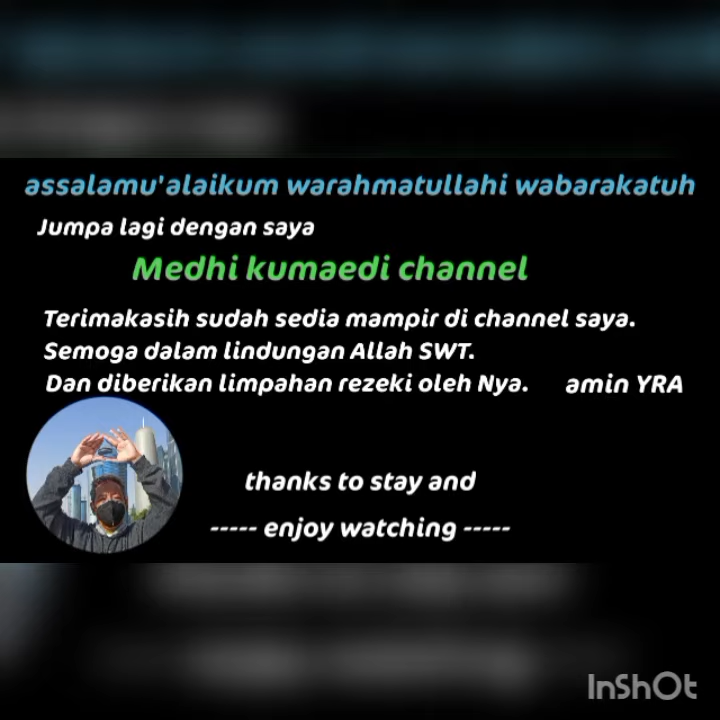 assalamu'alaikum warahmatullahi wabarakatuh
Jumpa lagi dengan saya
Medhi kumaedi channel
Terimakasih sudah sedia mampir di channel saya.
Semoga dalam lindungan Allah SWT.
Dan diberikan limpahan rezeki oleh Nya. amin YRA
thanks to stay and
----- enjoy watching -----
InShOt